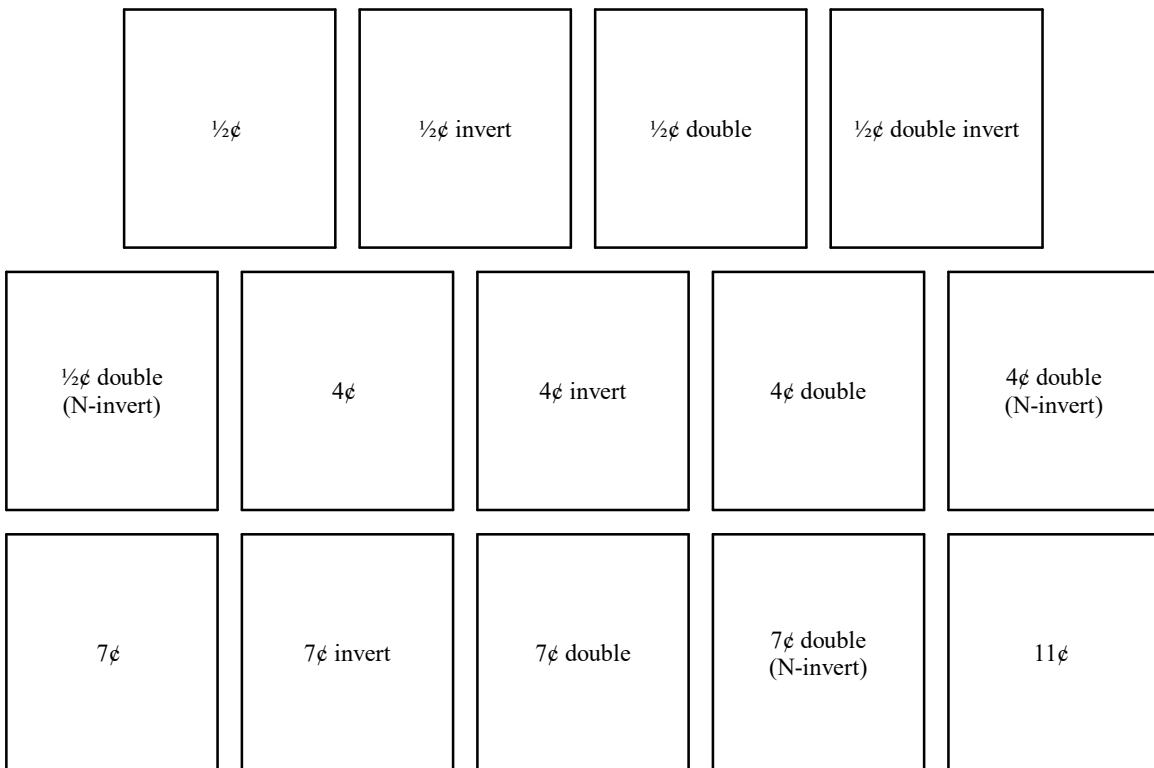 ½¢
½¢ invert
½¢ double
½¢ double invert
½¢ double
(N-invert)
4¢
4¢ invert
4¢ double
4¢ double
(N-invert)
7¢
7¢ invert
7¢ double
7¢ double
(N-invert)
11¢